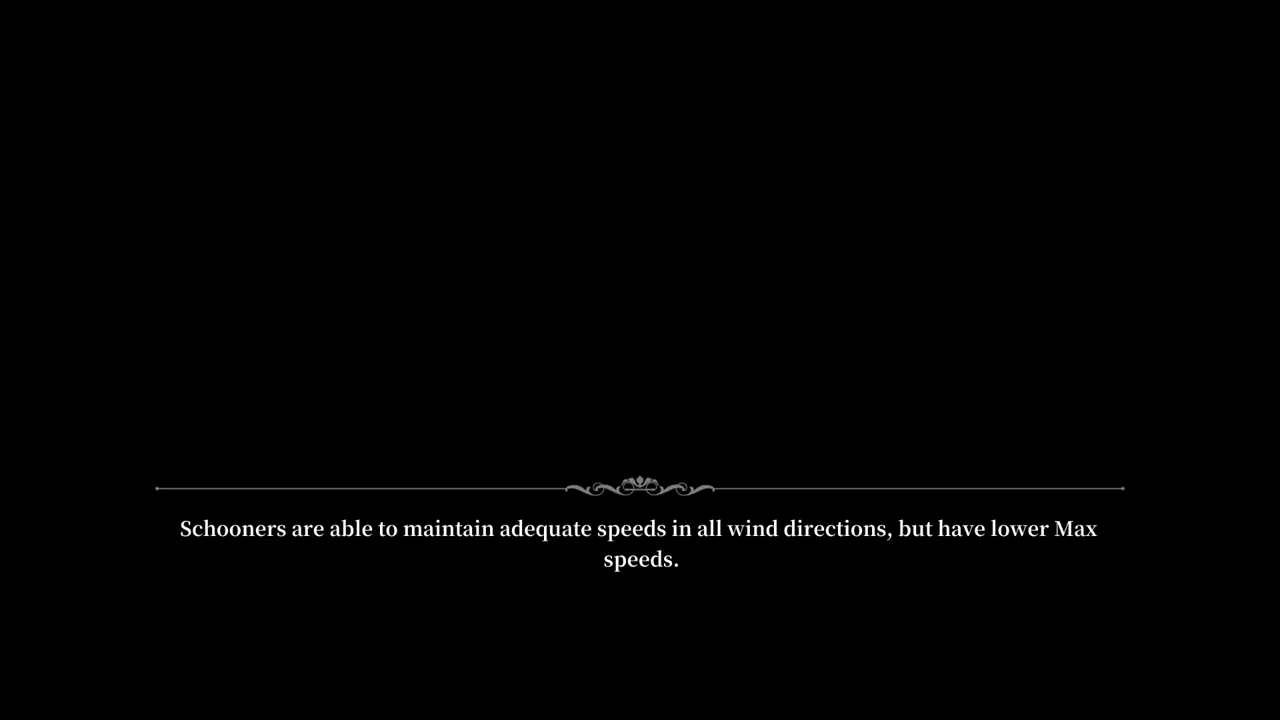 Schooners are able to maintain adequate speeds in all wind directions, but have lower Max
speeds.